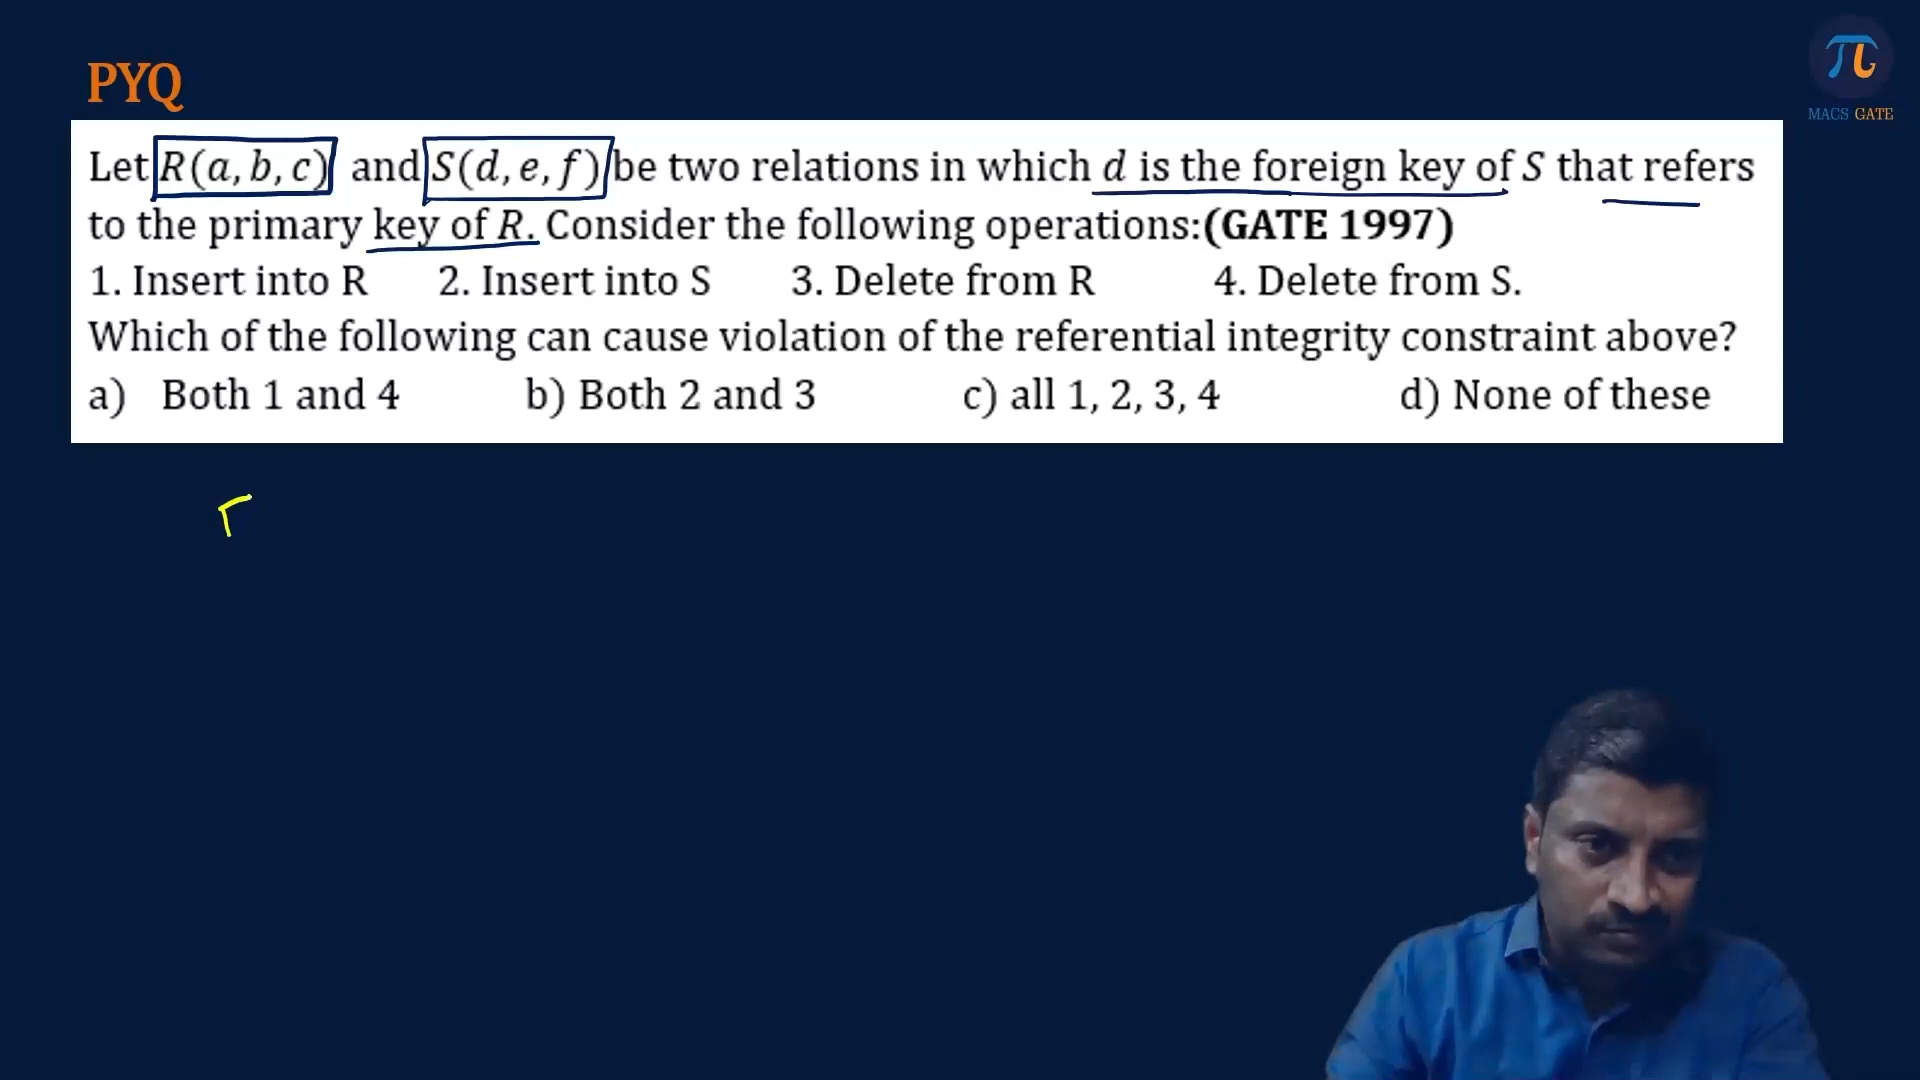 PYQ
MACS GATE
Let R(a, b, c) and S(d, e, f) be two relations in which d is the foreign key of S that refers
to the primary key of R. Consider the following operations:(GATE 1997)
1. Insert into R 2. Insert into S 3. Delete from R 4. Delete from S.
Which of the following can cause violation of the referential integrity constraint above?
a) Both 1 and 4 b) Both 2 and 3 c) all 1, 2, 3, 4 d) None of these